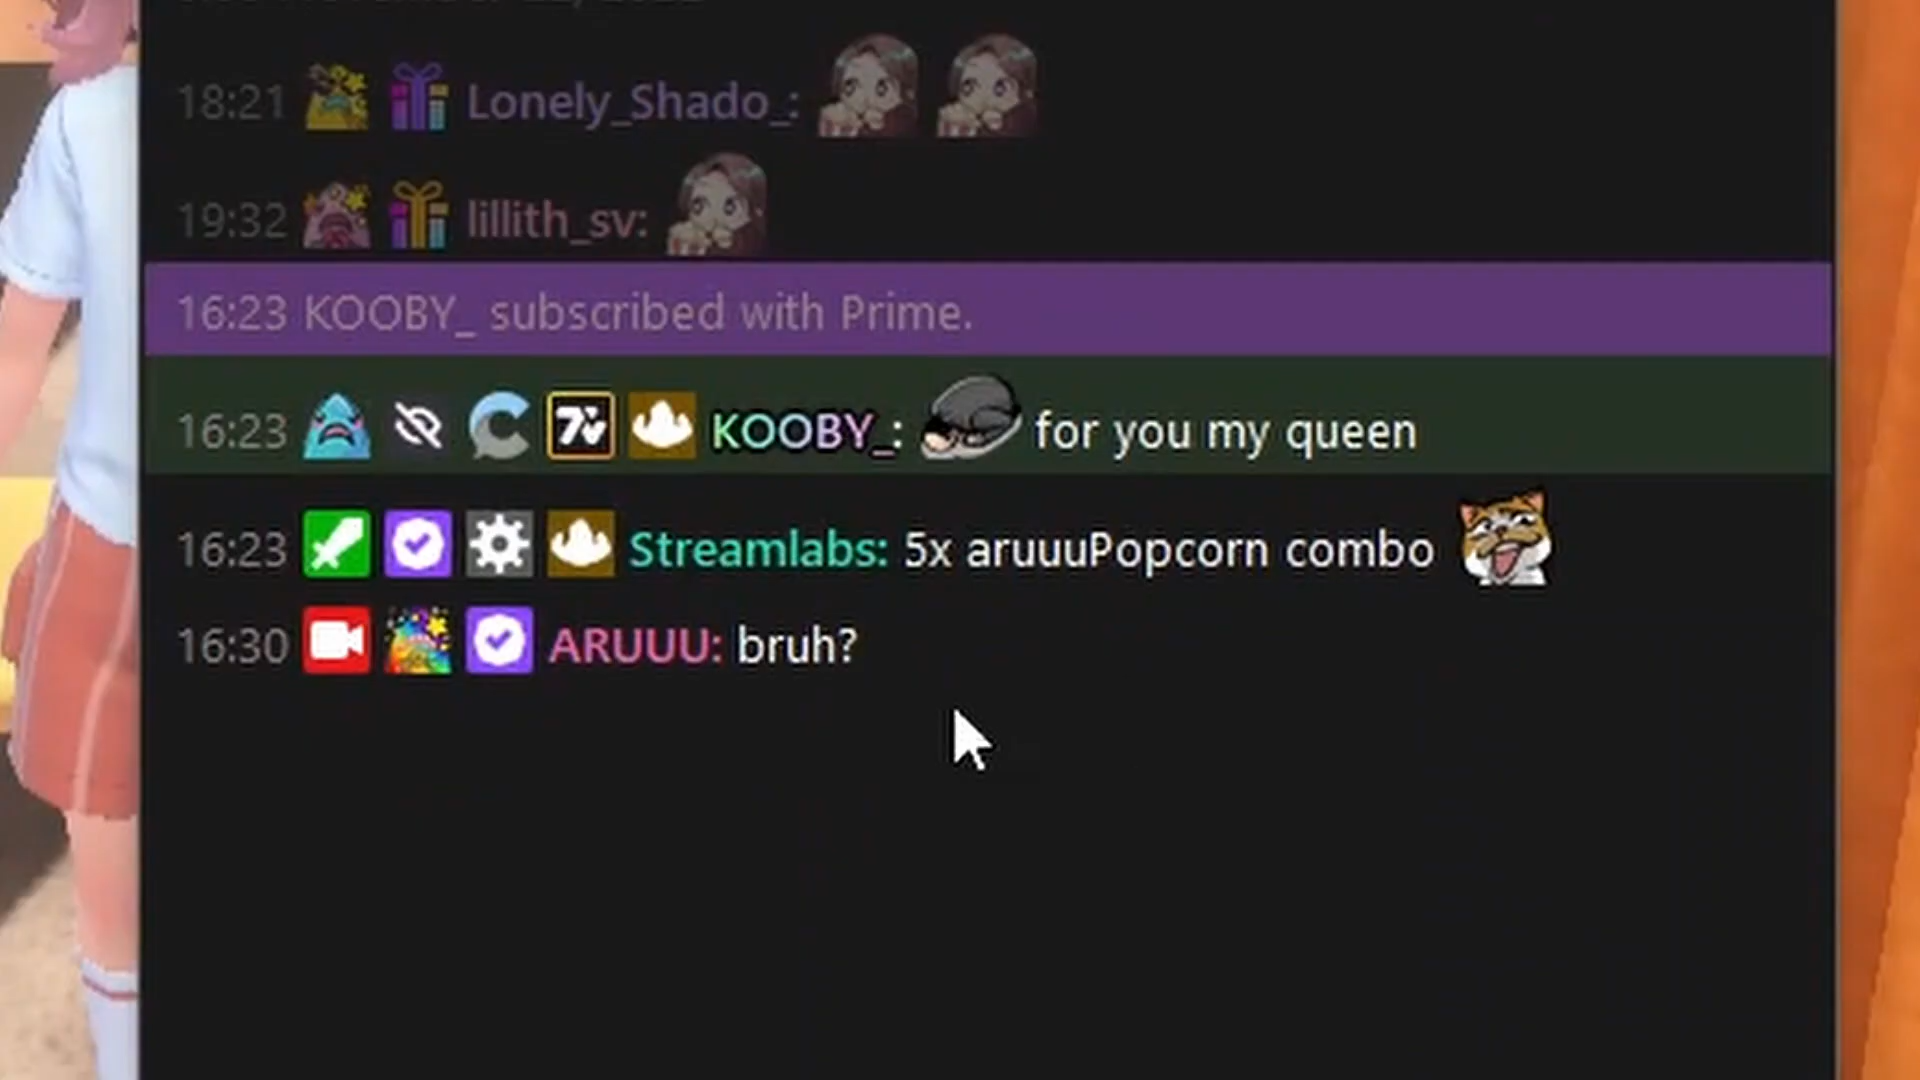 18:21 Lonely_Shado_:
19:32 lillith_sv:
16:23 KOOBY_ subscribed with Prime.
16:23 KOOBY_: for you my queen
16:23 Streamlabs: 5x aruuuPopcorn combo
16:30 ARUUU: bruh?